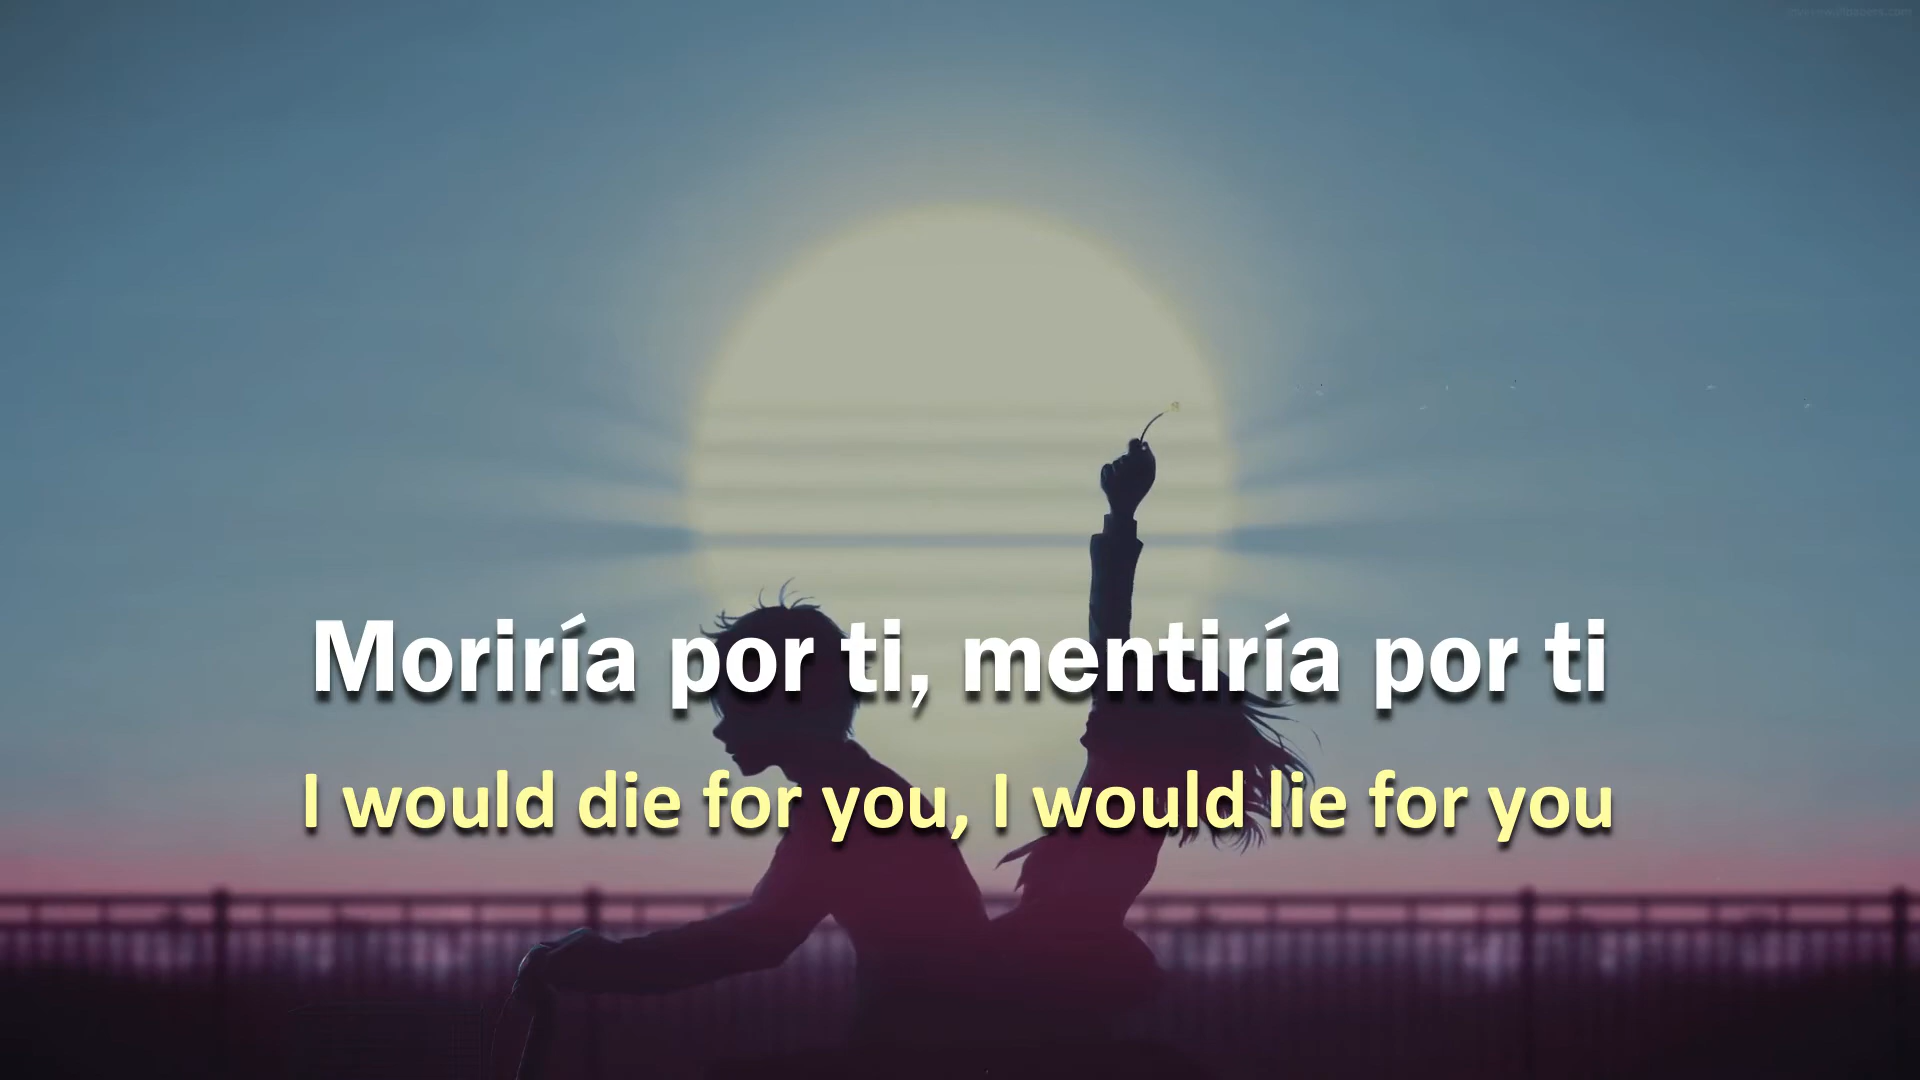 Moriría por ti, mentiría por ti
I would die for you, I would lie for you